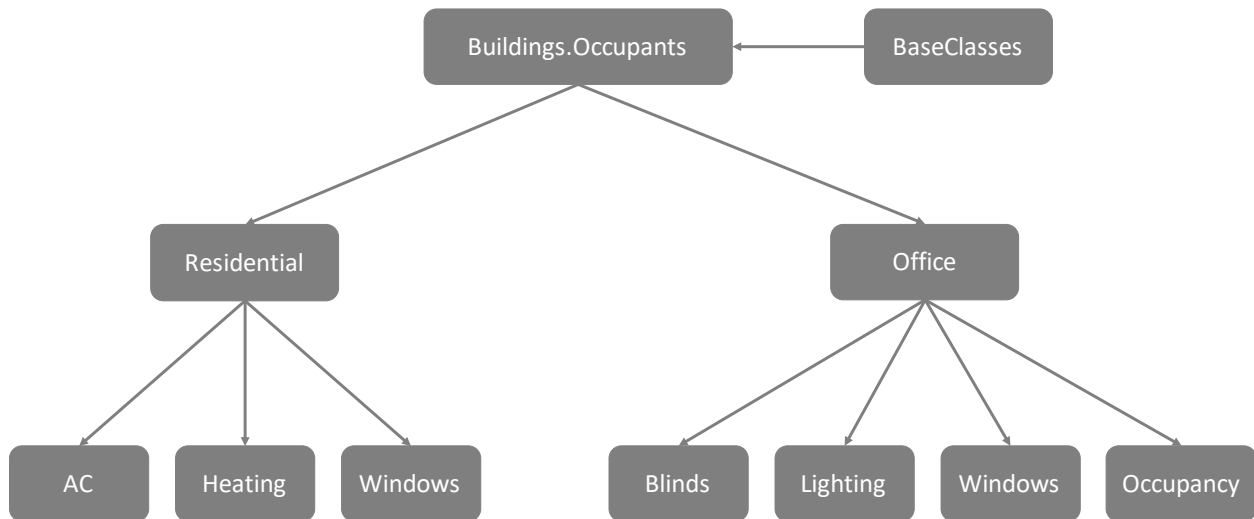 Buildings.Occupants
BaseClasses
Residential
Office
AC
Heating
Windows
Blinds
Lighting
Windows
Occupancy